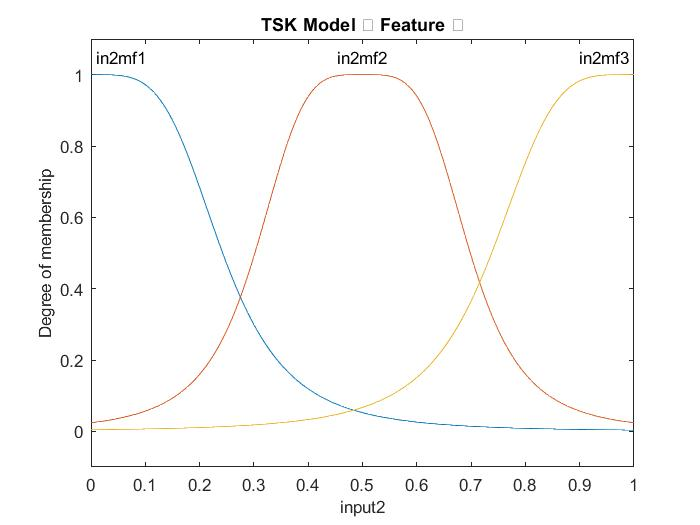 TSK Model Feature
in2mf1 in2mf2 in2mf3
1
0.8
0.6
0.4
0.2
0
Degree of membership
0 0.1 0.2 0.3 0.4 0.5 0.6 0.7 0.8 0.9 1
input2